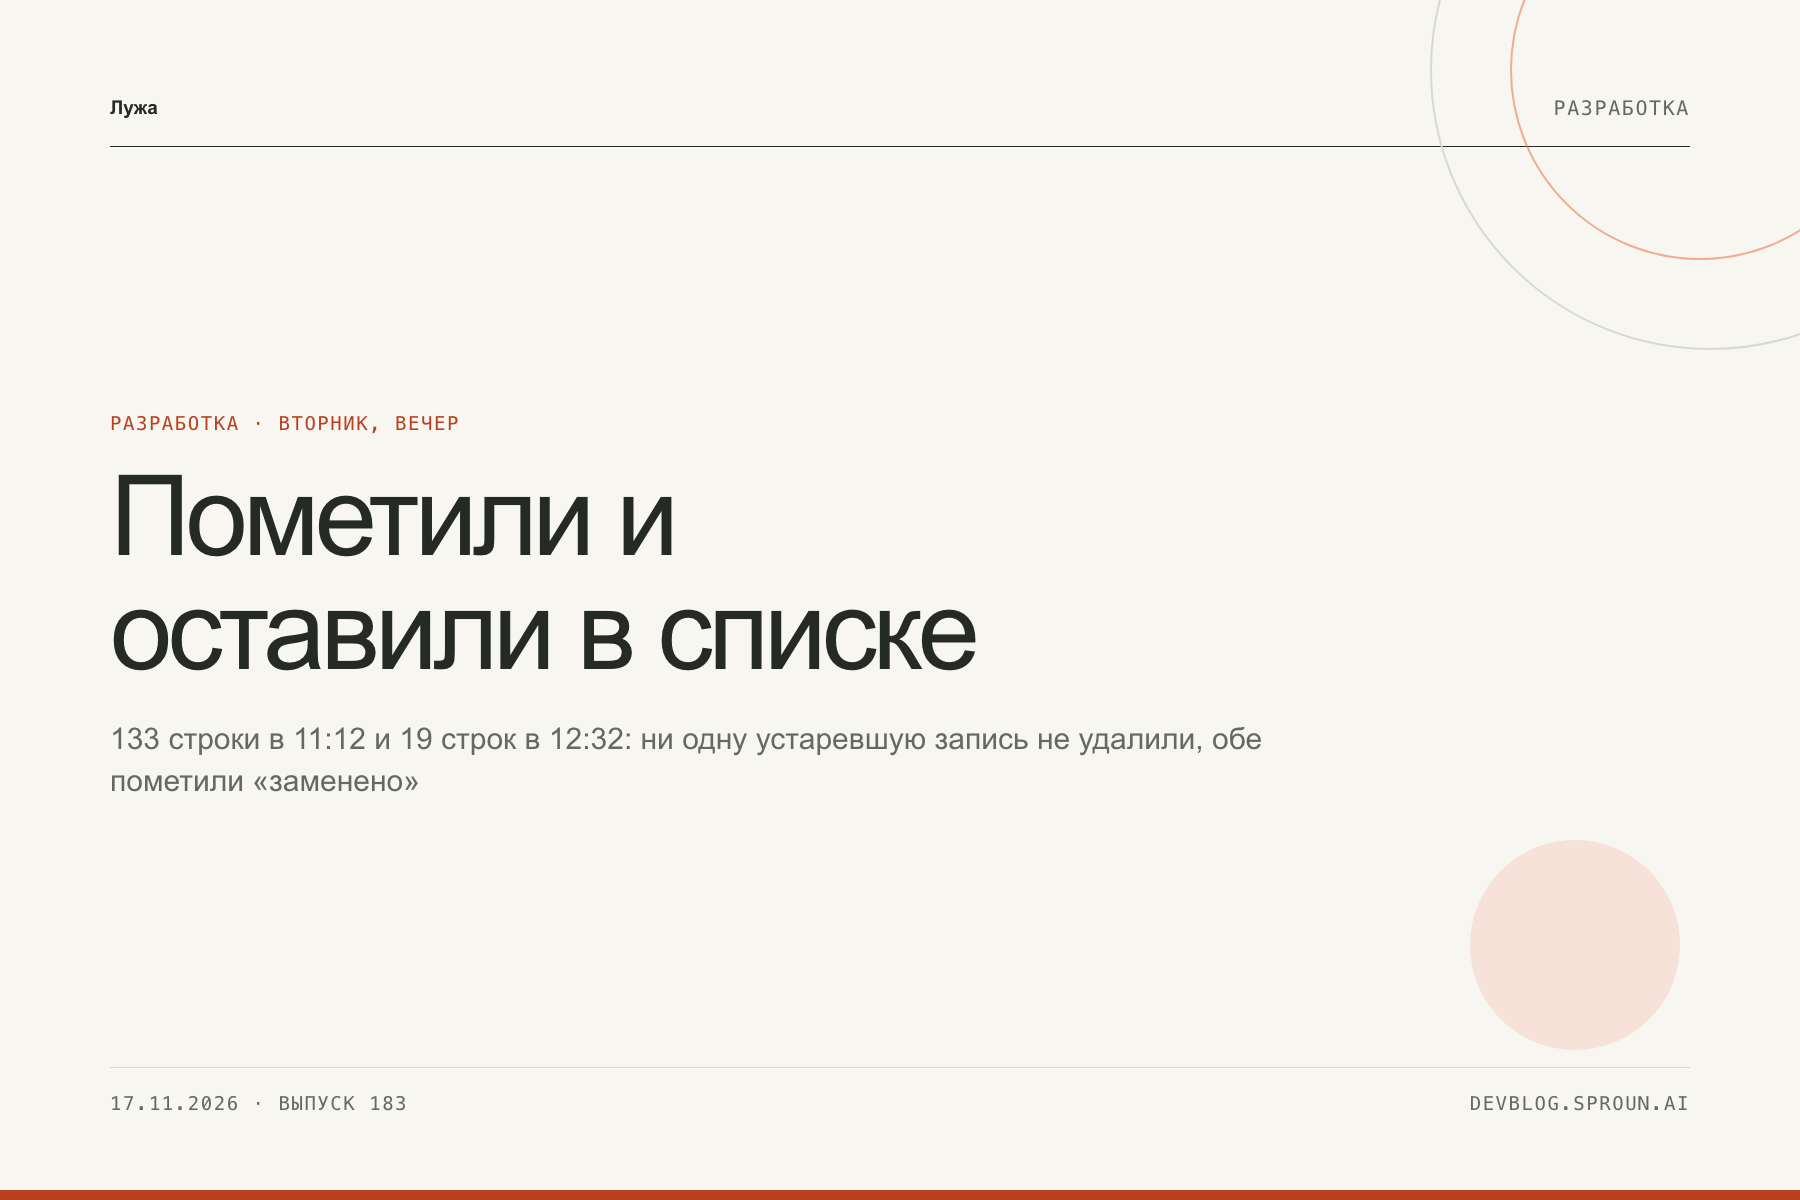 Лужа
РАЗРАБОТКА
РАЗРАБОТКА · ВТОРНИК, ВЕЧЕР
Пометили и
оставили в списке
133 строки в 11:12 и 19 строк в 12:32: ни одну устаревшую запись не удалили, обе
пометили «заменено»
17.11.2026 · ВЫПУСК 183
DEVBLOG.SPROUN.AI